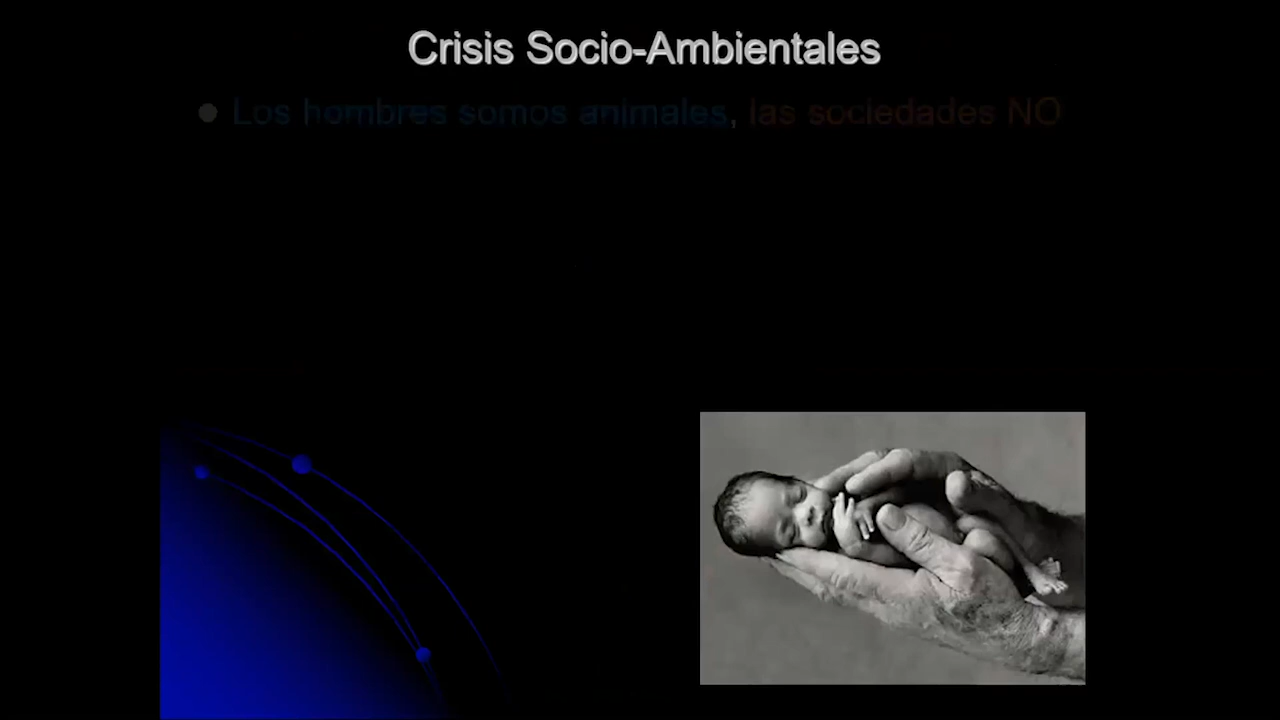 Crisis Socio-Ambientales
Los hombres somos animales, las sociedades NO